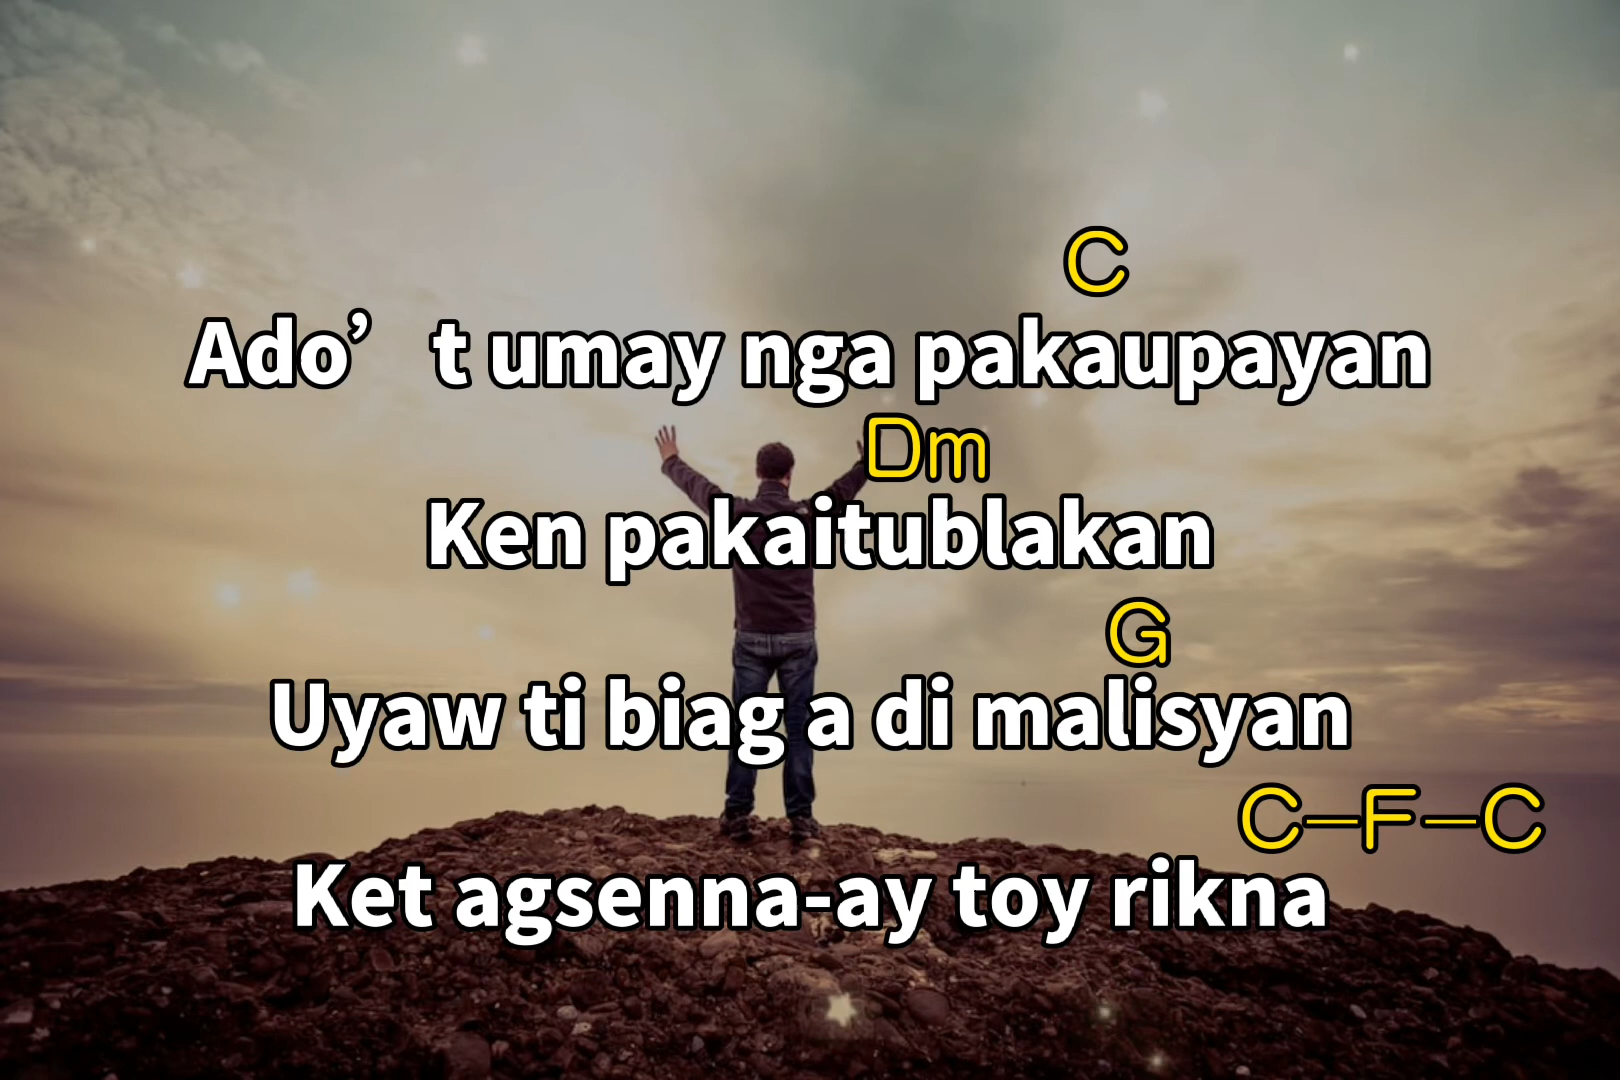 C
Ado’t umay nga pakaupayan
Dm
Ken pakaitublakan
G
Uyaw ti biag a di malisyan
C-F-C
Ket agsenna-ay toy rikna